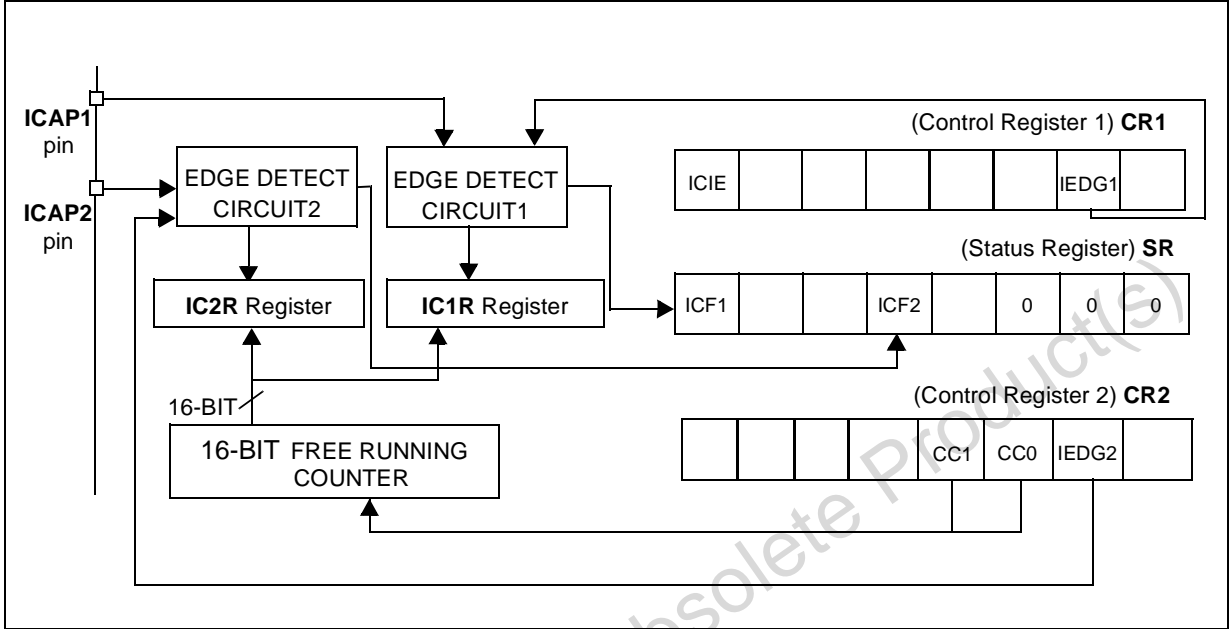 ICAP1
pin
ICAP2
pin
EDGE DETECT
CIRCUIT2
EDGE DETECT
CIRCUIT1
IC2R Register
IC1R Register
16-BIT
16-BIT FREE RUNNING
COUNTER
(Control Register 1) CR1
ICIE
IEDG1
(Status Register) SR
ICF1
ICF2
0
0
0
(Control Register 2) CR2
CC1
CC0
IEDG2
bsolete Product(s)